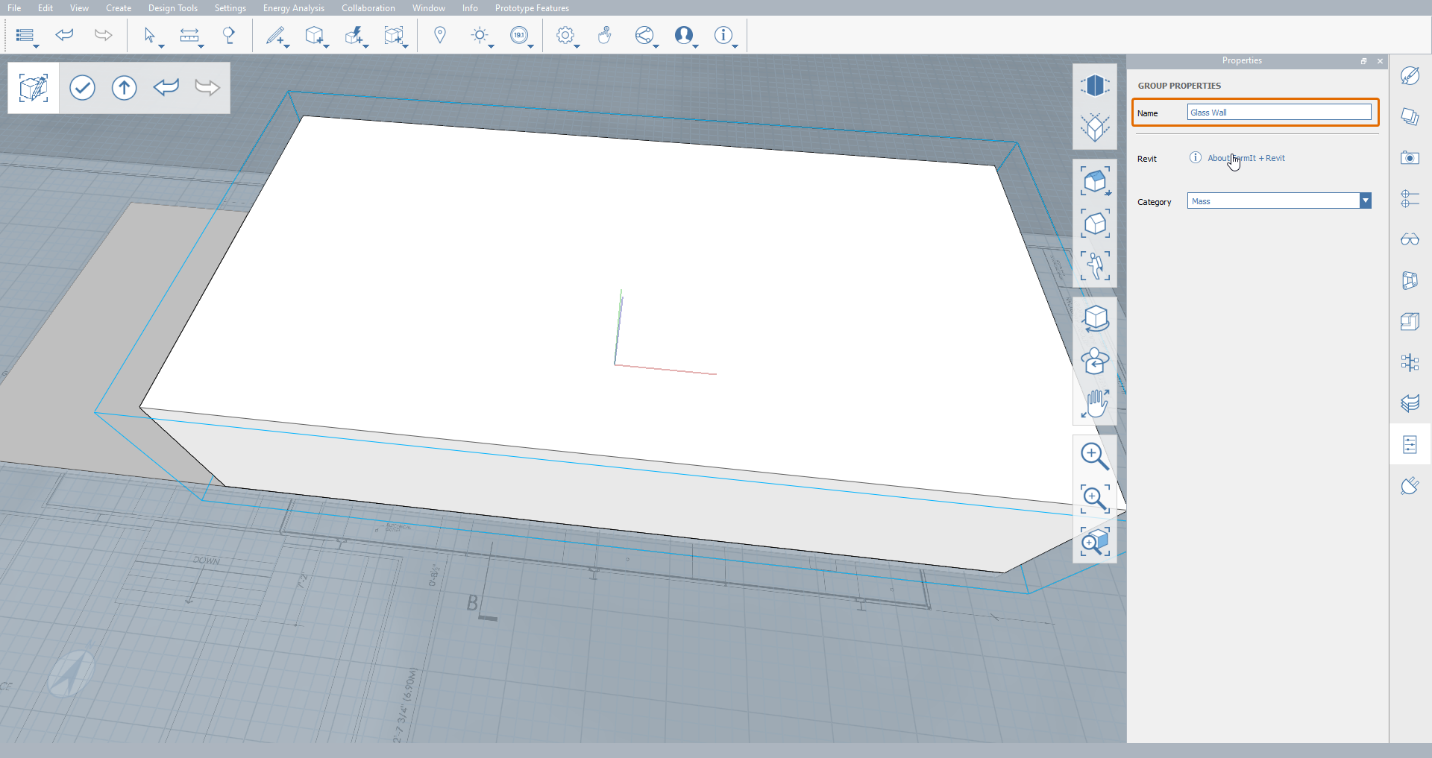 File Edit View Create Design Tools Settings Energy Analysis Collaboration Window Info Prototype Features
Properties
GROUP PROPERTIES
Name Glass Wall
Revit About FormIt + Revit
Category Mass
DOWN
B